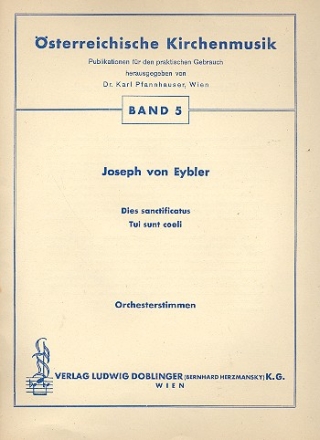 Österreichische Kirchenmusik
Publikationen für den praktischen Gebrauch
herausgegeben von
Dr. Karl Pfannhauser, Wien
BAND 5
Joseph von Eybler
Dies sanctificatus
Tui sunt coeli
Orchesterstimmen
VERLAG LUDWIG DOBLINGER (BERNHARD HERZMANSKY) K. G.
WIEN